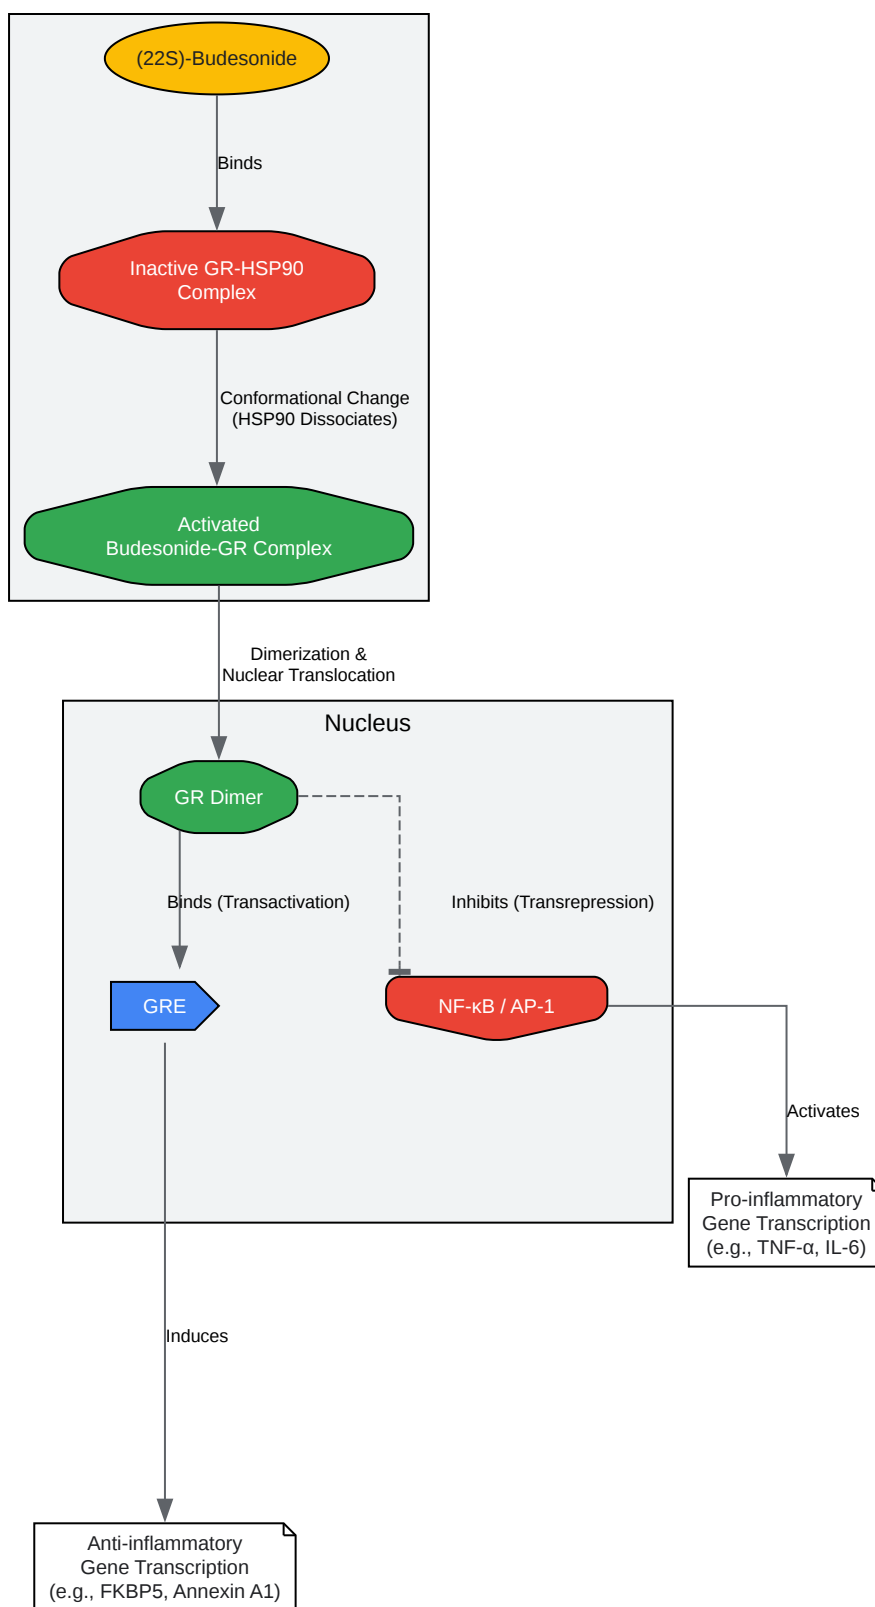 (22S)-Budesonide
Binds
Inactive GR-HSP90
Complex
Conformational Change
(HSP90 Dissociates)
Activated
Budesonide-GR Complex
Dimerization &
Nuclear Translocation
Nucleus
GR Dimer
Binds (Transactivation)
Inhibits (Transrepression)
GRE
NF-κB / AP-1
Activates
Pro-inflammatory
Gene Transcription
(e.g., TNF-α, IL-6)
Induces
Anti-inflammatory
Gene Transcription
(e.g., FKBP5, Annexin A1)